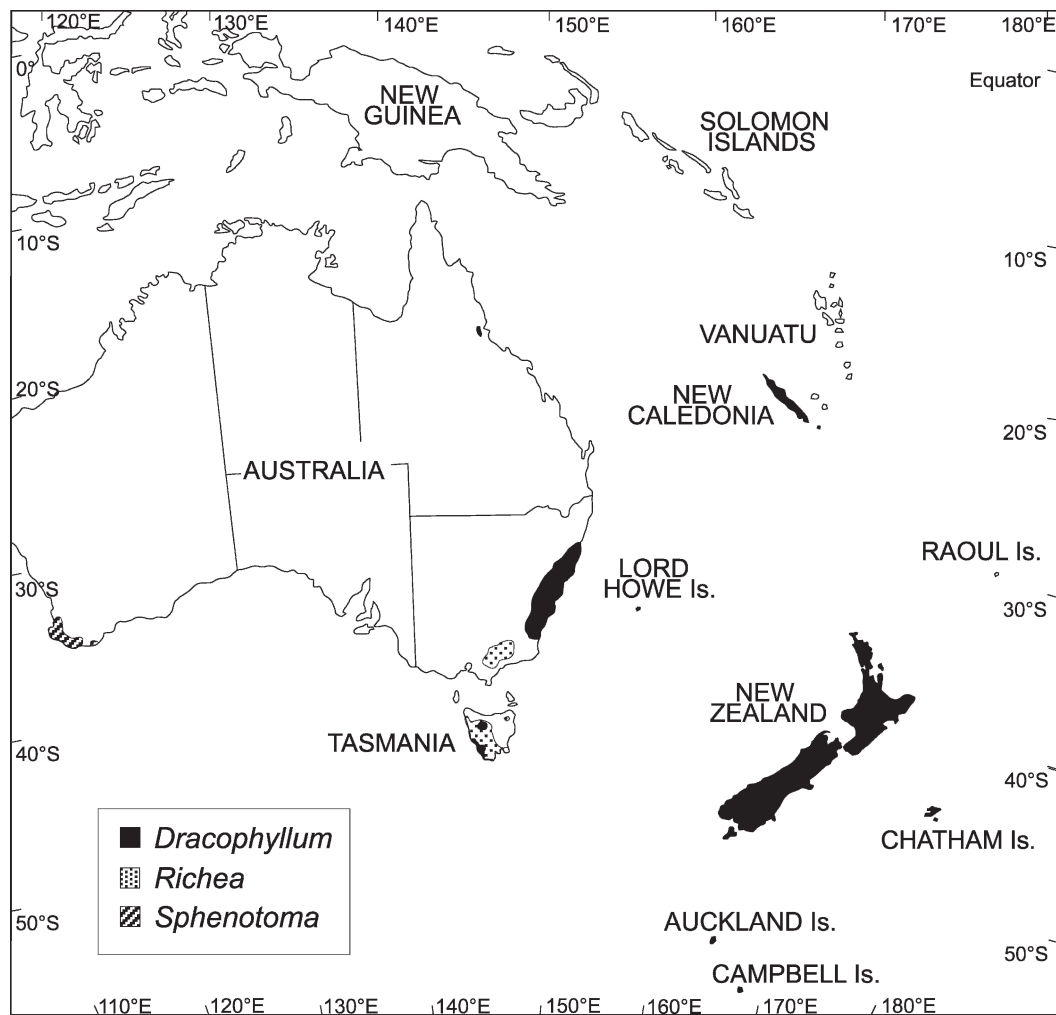 120°E 130°E 140°E 150°E 160°E 170°E 180°E
0°
Equator
NEW
GUINEA
SOLOMON
ISLANDS
10°S
10°S
VANUATU
20°S
NEW
CALEDONIA
20°S
AUSTRALIA
RAOUL Is.
LORD
HOWE Is.
30°S
30°S
NEW
ZEALAND
TASMANIA
40°S
40°S
CHATHAM Is.
Dracophyllum
Richea
Sphenotoma
50°S
AUCKLAND Is.
50°S
CAMPBELL Is.
110°E 120°E 130°E 140°E 150°E 160°E 170°E 180°E